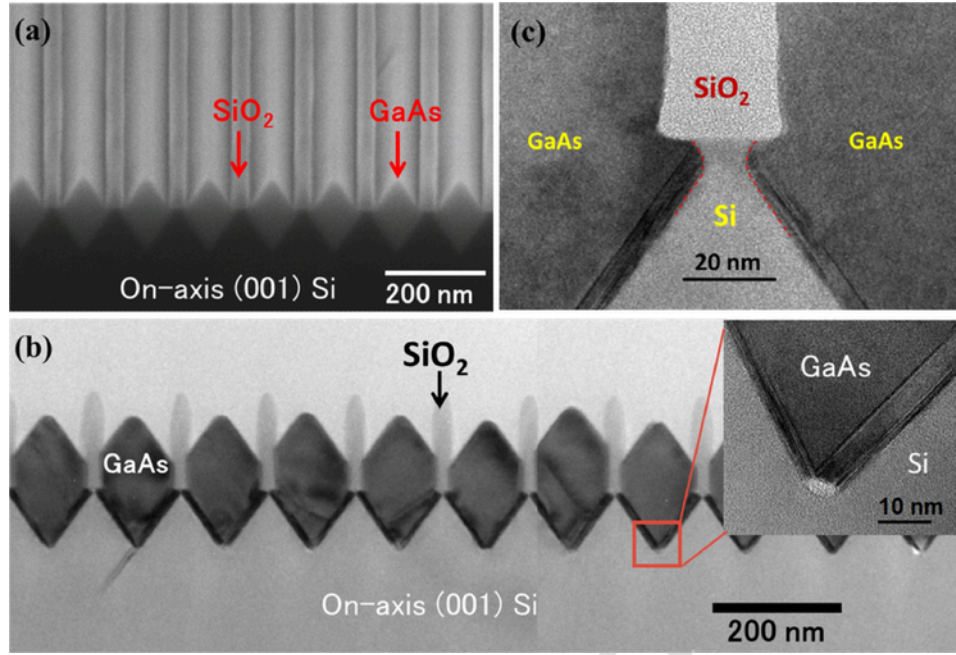 (a)
SiO₂
GaAs
On-axis (001) Si
200 nm
(c)
SiO₂
GaAs
GaAs
Si
20 nm
(b)
SiO₂
GaAs
On-axis (001) Si
200 nm
GaAs
Si
10 nm